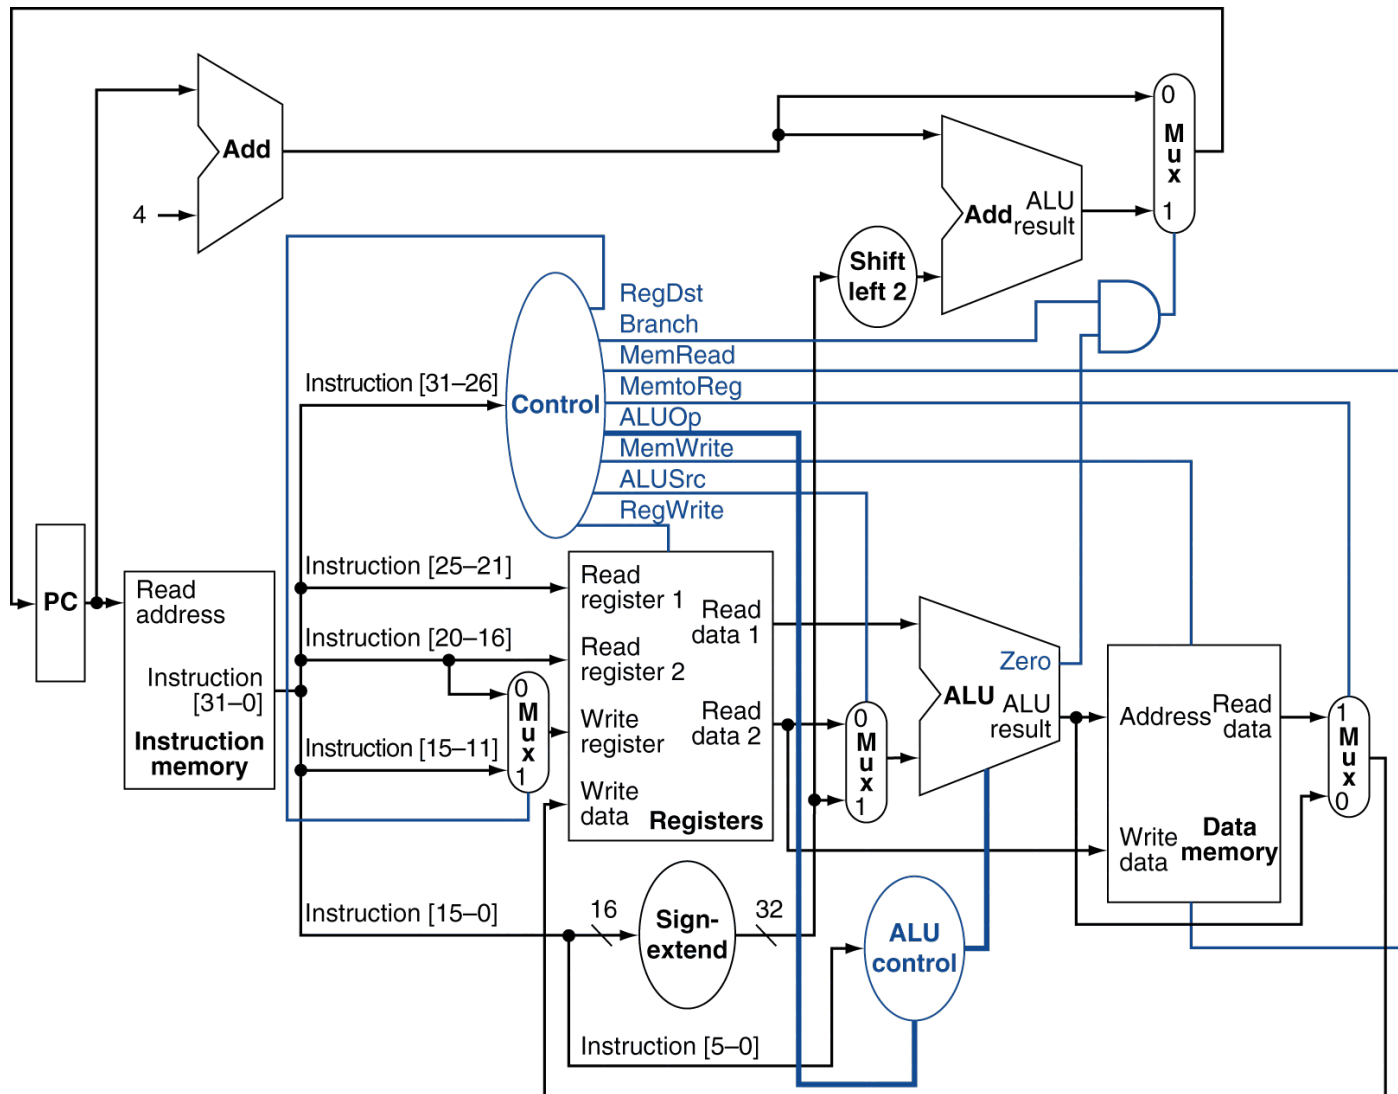 0
M
u
x
1
Add
4
Add
ALU
result
Shift
left 2
RegDst
Branch
MemRead
MemtoReg
ALUOp
MemWrite
ALUSrc
RegWrite
Instruction [31–26]
Control
PC
Read
address
Instruction
[31–0]
Instruction
memory
Instruction [25–21]
Instruction [20–16]
Instruction [15–11]
0
M
u
x
1
Read
register 1
Read
register 2
Write
register
Write
data
Read
data 1
Read
data 2
Registers
0
M
u
x
1
Zero
ALU
ALU
result
Address
Read
data
Write
data
Data
memory
1
M
u
x
0
Instruction [15–0]
16
Sign-
extend
32
ALU
control
Instruction [5–0]